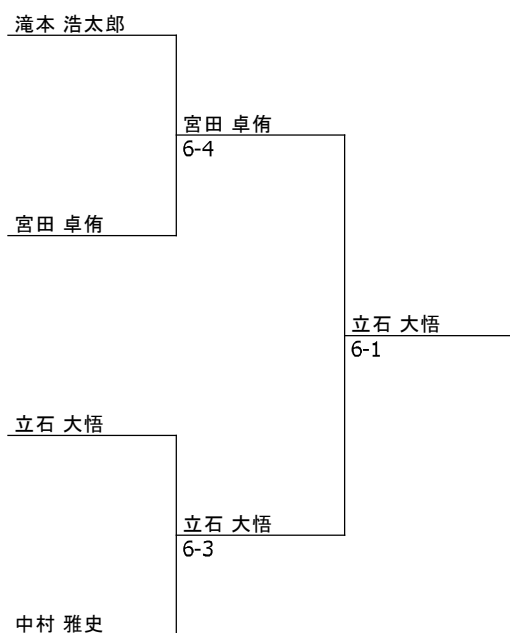 滝本 浩太郎
宮田 卓侑
6-4
宮田 卓侑
立石 大悟
6-1
立石 大悟
立石 大悟
6-3
中村 雅史